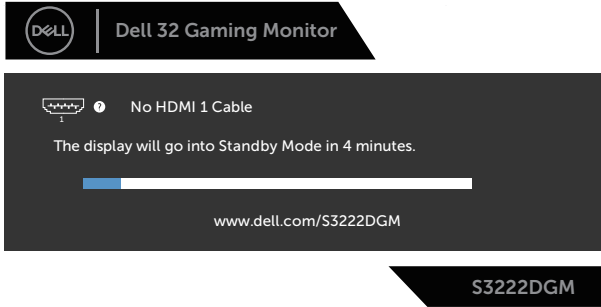 DELL
Dell 32 Gaming Monitor
? No HDMI 1 Cable
1
The display will go into Standby Mode in 4 minutes.
www.dell.com/S3222DGM
S3222DGM